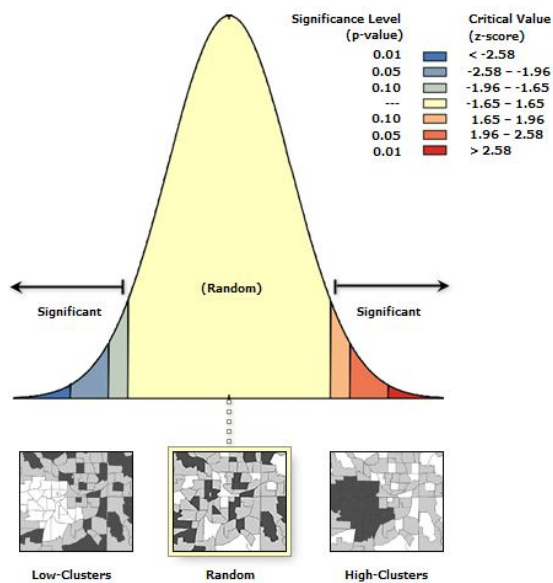 Significance Level Critical Value
(p-value) (z-score)
0.01 < -2.58
0.05 -2.58 – -1.96
0.10 -1.96 – -1.65
--- -1.65 – 1.65
0.10 1.65 – 1.96
0.05 1.96 – 2.58
0.01 > 2.58
(Random)
Significant Significant
Low-Clusters Random High-Clusters